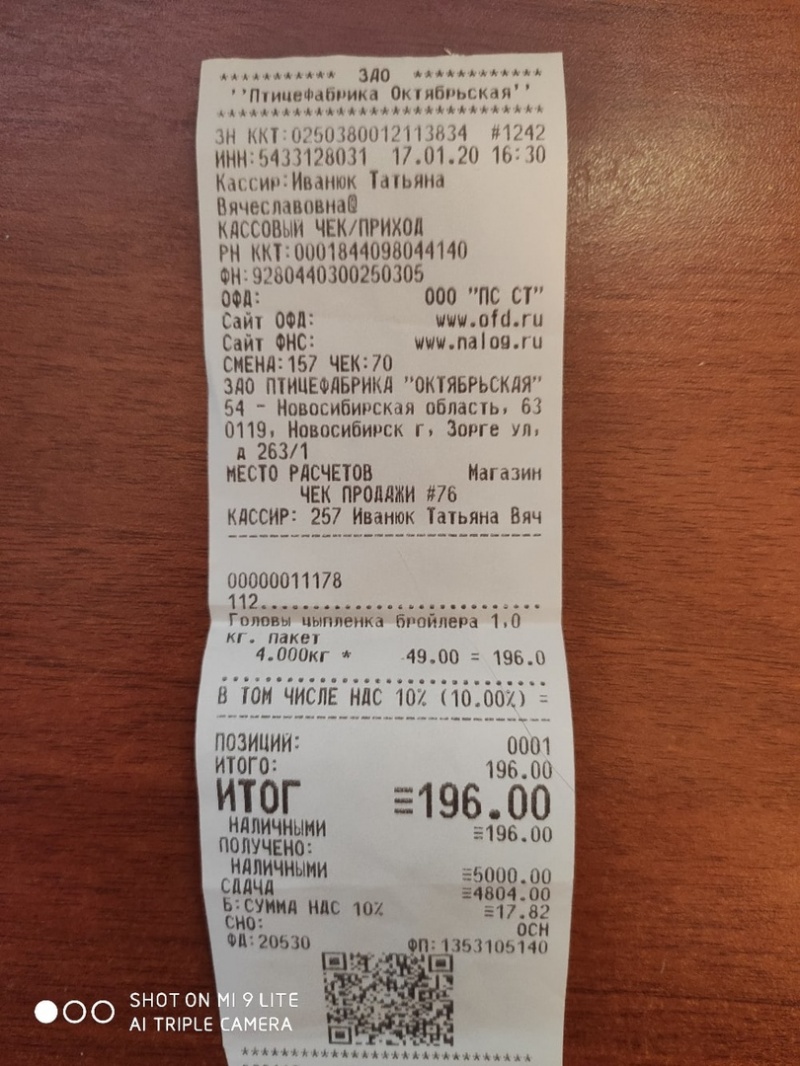 *********** ЗАО ************
''Птицефабрика Октябрьская''
****************************
ЗН ККТ:0250380012113834 #1242
ИНН:5433128031 17.01.20 16:30
Кассир:Иванюк Татьяна
Вячеславовна@
КАССОВЫЙ ЧЕК/ПРИХОД
РН ККТ:0001844098044140
ФН:9280440300250305
ОФД: ООО "ПС СТ"
Сайт ОФД: www.ofd.ru
Сайт ФНС: www.nalog.ru
СМЕНА:157 ЧЕК:70
ЗАО ПТИЦЕФАБРИКА "ОКТЯБРЬСКАЯ"
54 - Новосибирская область, 63
0119, Новосибирск г, Зорге ул,
д 263/1
МЕСТО РАСЧЕТОВ Магазин
ЧЕК ПРОДАЖИ #76
КАССИР: 257 Иванюк Татьяна Вяч
00000011178
112..............................
Головы цыпленка бройлера 1,0
кг. пакет
4.000кг * 49.00 = 196.0
В ТОМ ЧИСЛЕ НДС 10% (10.00%) =
ПОЗИЦИЙ: 0001
ИТОГО: 196.00
ИТОГ ≡196.00
НАЛИЧНЫМИ ≡196.00
ПОЛУЧЕНО:
НАЛИЧНЫМИ ≡5000.00
СДАЧА ≡4804.00
Б:СУММА НДС 10% ≡17.82
СНО: ОСН
ФД:20530 ФП:1353105140
****************************
SHOT ON MI 9 LITE
AI TRIPLE CAMERA